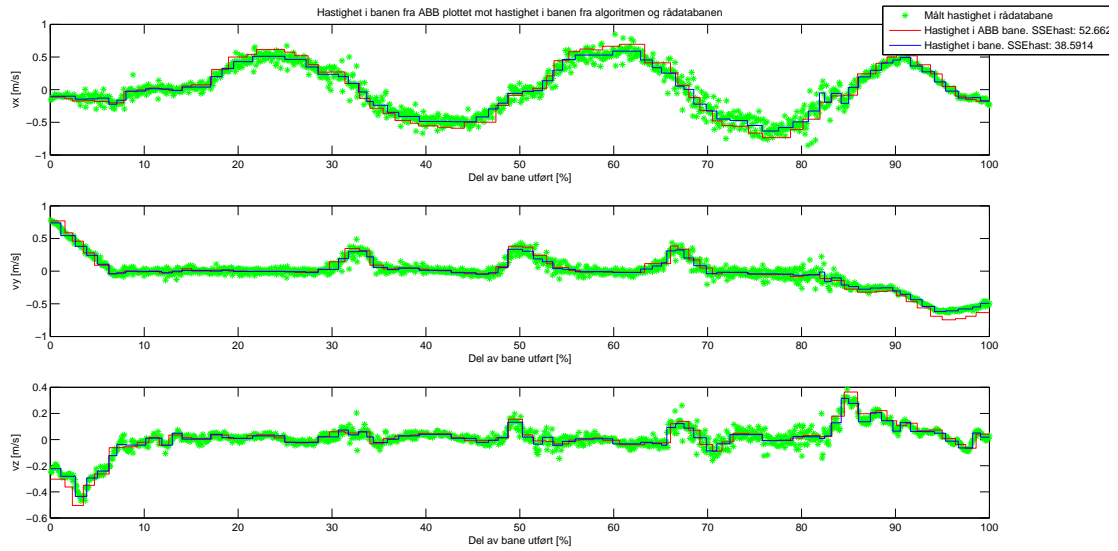 Hastighet i banen fra ABB plottet mot hastighet i banen fra algoritmen og rådatabanen
Målt hastighet i rådatabane
Hastighet i ABB bane. SSEhast: 52.662
Hastighet i bane. SSEhast: 38.5914
vx [m/s]
1
0.5
0
−0.5
−1
0 10 20 30 40 50 60 70 80 90 100
Del av bane utført [%]
vy [m/s]
1
0.5
0
−0.5
−1
0 10 20 30 40 50 60 70 80 90 100
Del av bane utført [%]
vz [m/s]
0.4
0.2
0
−0.2
−0.4
−0.6
0 10 20 30 40 50 60 70 80 90 100
Del av bane utført [%]